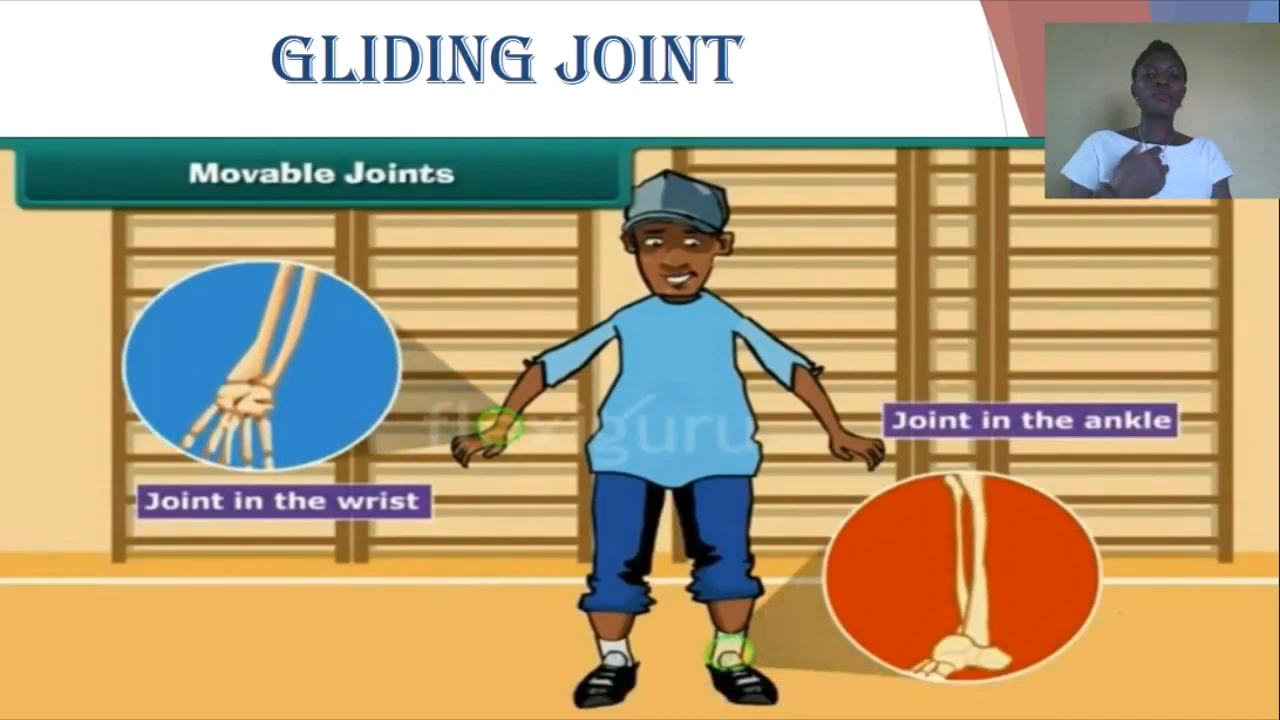 GLIDING JOINT
Movable Joints
Joint in the ankle
Joint in the wrist